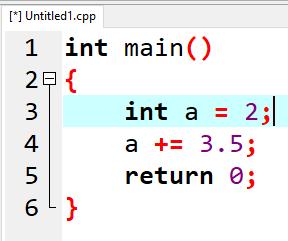 [*] Untitled1.cpp
1 int main()
2 {
3 int a = 2;
4 a += 3.5;
5 return 0;
6 }